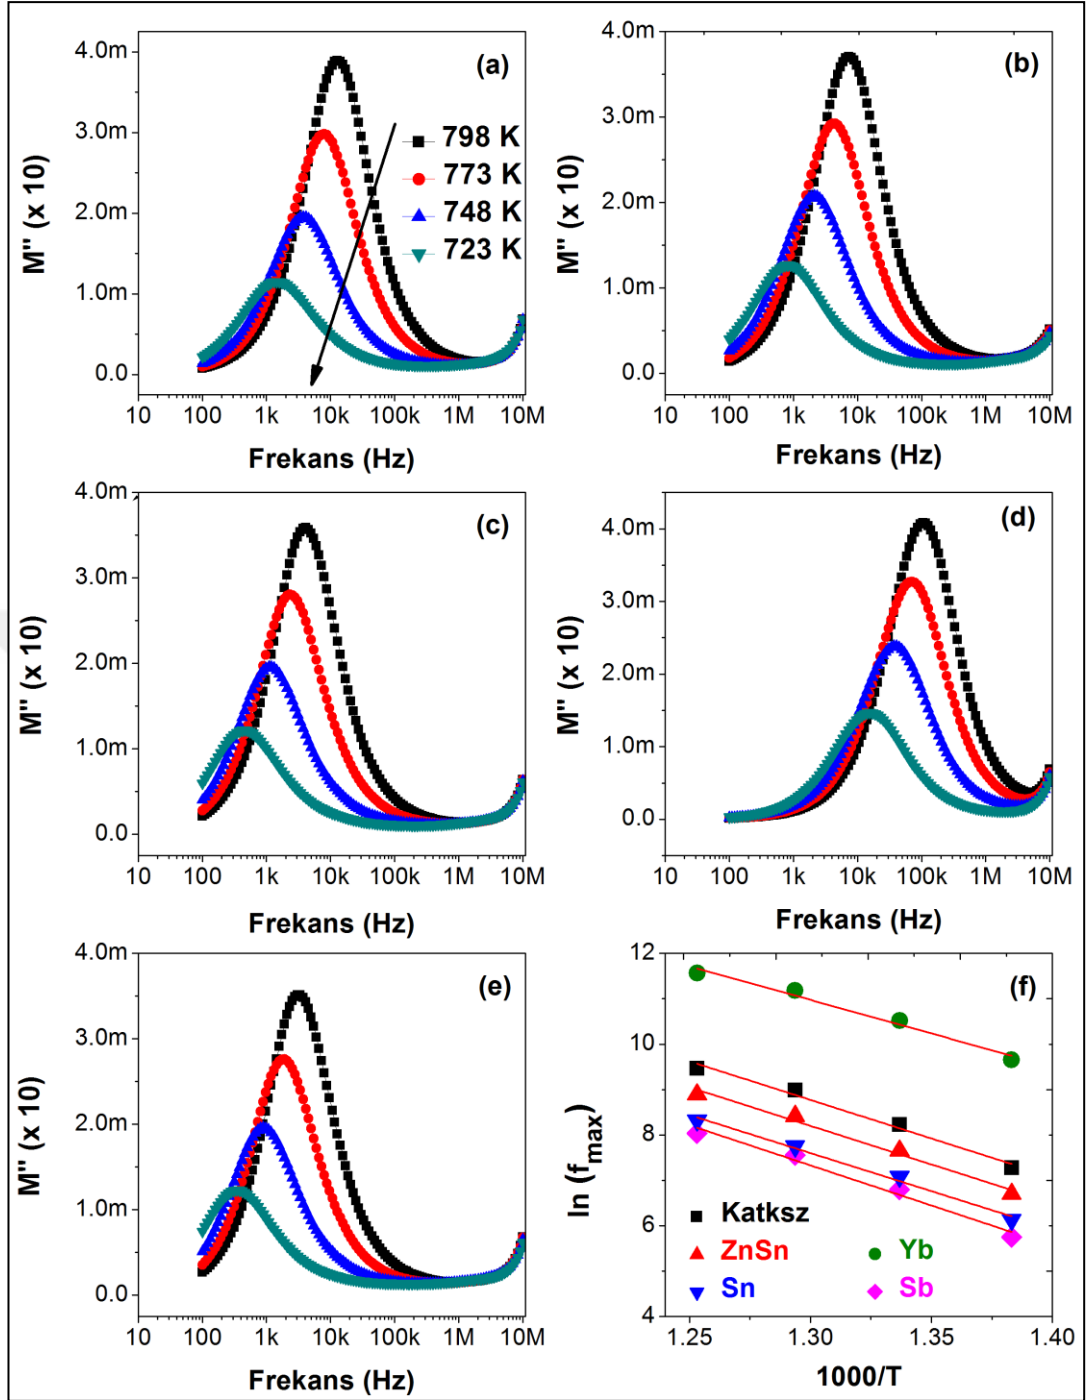 (a)
M'' (x 10)
4.0m
3.0m
2.0m
1.0m
0.0
798 K
773 K
748 K
723 K
10 100 1k 10k 100k 1M 10M
Frekans (Hz)
(b)
M'' (x 10)
4.0m
3.0m
2.0m
1.0m
0.0
10 100 1k 10k 100k 1M 10M
Frekans (Hz)
(c)
M'' (x 10)
4.0m
3.0m
2.0m
1.0m
0.0
10 100 1k 10k 100k 1M 10M
Frekans (Hz)
(d)
M'' (x 10)
4.0m
3.0m
2.0m
1.0m
0.0
10 100 1k 10k 100k 1M 10M
Frekans (Hz)
(e)
M'' (x 10)
4.0m
3.0m
2.0m
1.0m
0.0
10 100 1k 10k 100k 1M 10M
Frekans (Hz)
(f)
ln (f_max)
12
10
8
6
4
Katksz
ZnSn
Sn
Yb
Sb
1.25 1.30 1.35 1.40
1000/T